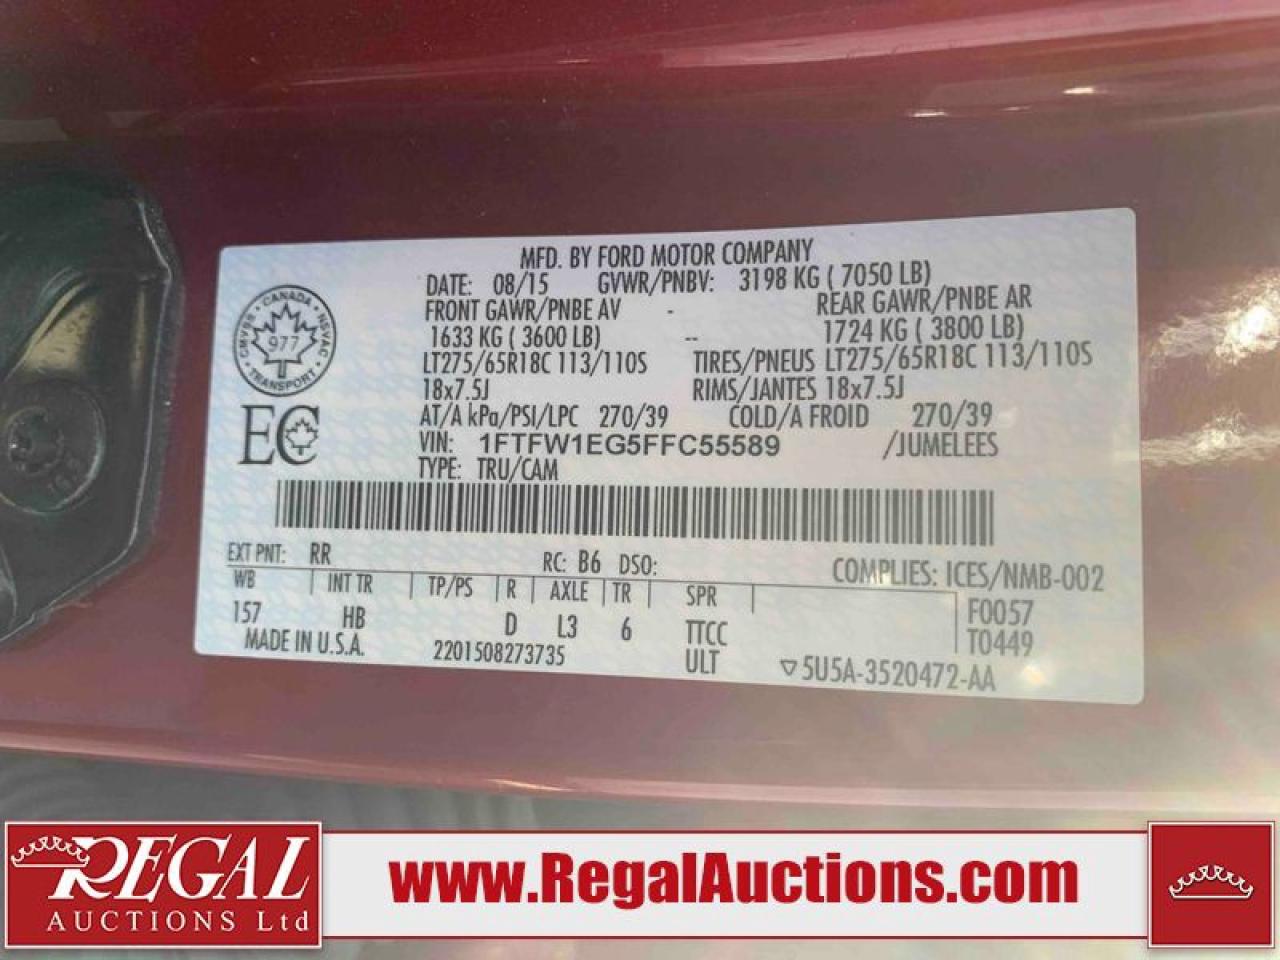 MFD. BY FORD MOTOR COMPANY
DATE: 08/15 GVWR/PNBV: 3198 KG ( 7050 LB)
FRONT GAWR/PNBE AV - REAR GAWR/PNBE AR
1633 KG ( 3600 LB) -- 1724 KG ( 3800 LB)
LT275/65R18C 113/110S TIRES/PNEUS LT275/65R18C 113/110S
18x7.5J RIMS/JANTES 18x7.5J
AT/A kPa/PSI/LPC 270/39 COLD/A FROID 270/39
VIN: 1FTFW1EG5FFC55589 /JUMELEES
TYPE: TRU/CAM
CANADA
CMVSS NSVAC
977
TRANSPORT
EC
EXT PNT: RR RC: B6 DSO: COMPLIES: ICES/NMB-002
WB INT TR TP/PS R AXLE TR SPR F0057
157 HB D L3 6 TTCC T0449
MADE IN U.S.A. 2201508273735 ULT 5U5A-3520472-AA
REGAL
AUCTIONS Ltd
www.RegalAuctions.com